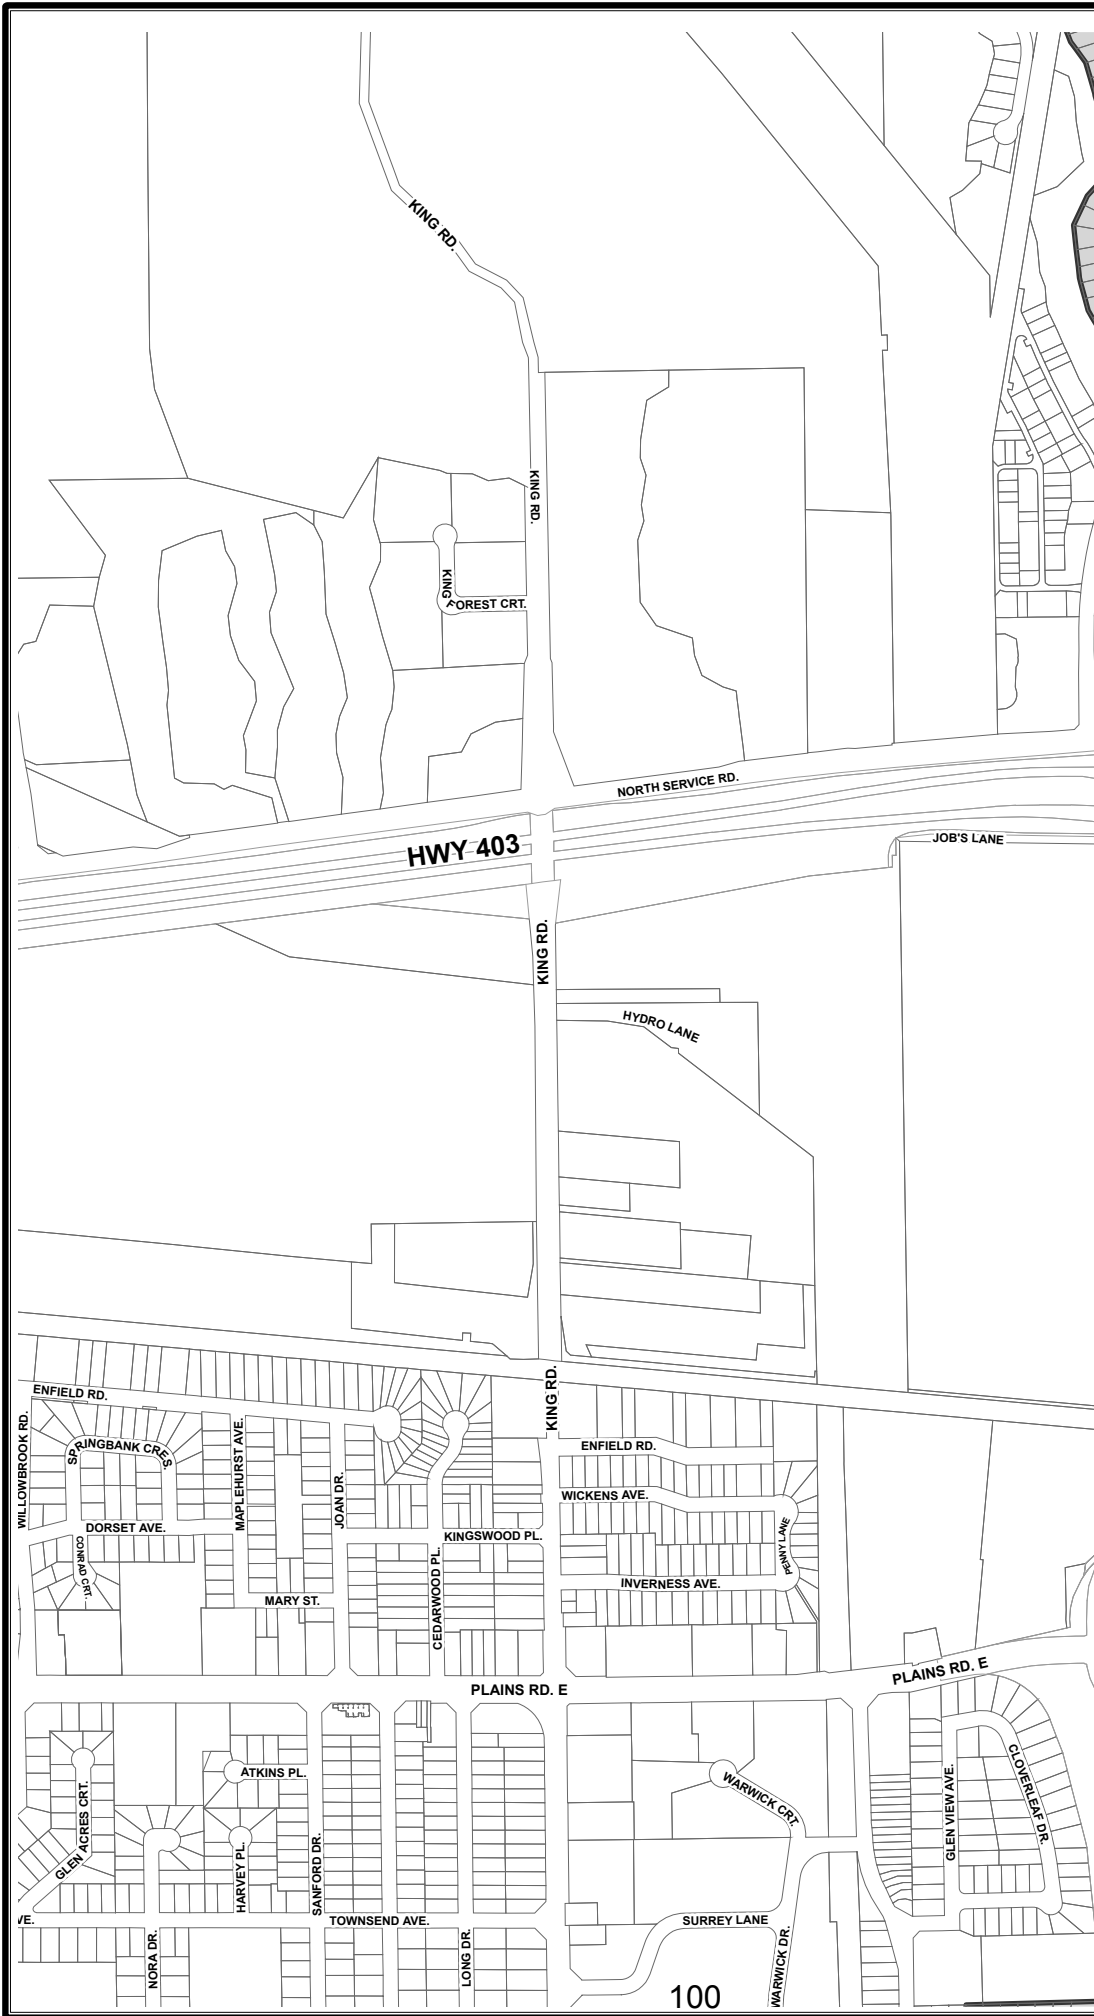 KING RD.
KING RD.
KING
FOREST CRT.
NORTH SERVICE RD.
HWY 403
JOB'S LANE
KING RD.
HYDRO LANE
KING RD.
ENFIELD RD.
WILLOWBROOK RD.
SPRINGBANK CRES.
MAPLEHURST AVE.
JOAN DR.
ENFIELD RD.
WICKENS AVE.
DORSET AVE.
CONRAD CRT.
KINGSWOOD PL.
PENNY LANE
CEDARWOOD PL.
INVERNESS AVE.
MARY ST.
PLAINS RD. E
PLAINS RD. E
ATKINS PL.
WARWICK CRT.
GLEN VIEW AVE.
CLOVERLEAF DR.
GLEN ACRES CRT.
HARVEY PL.
SANFORD DR.
VE.
TOWNSEND AVE.
SURREY LANE
NORA DR.
LONG DR.
WARWICK DR.
100